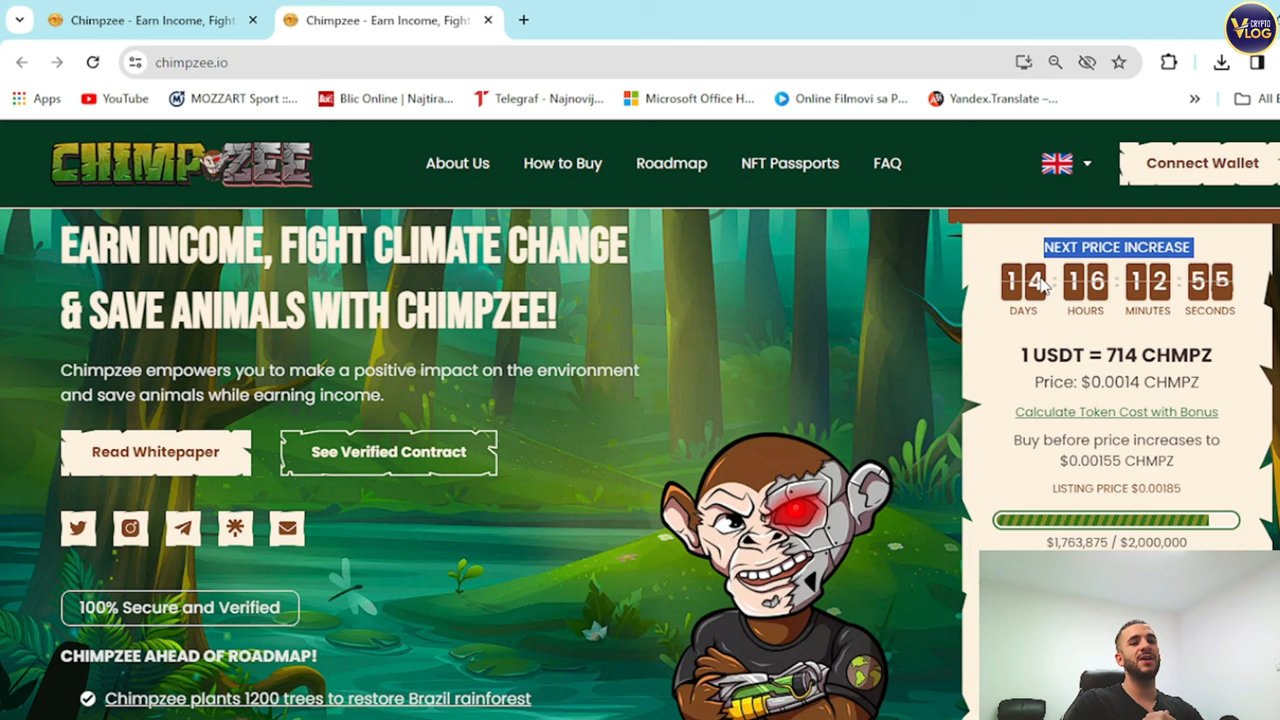 Chimpzee - Earn Income, Fight
Chimpzee - Earn Income, Fight
CRYPTO
VLOG
chimpzee.io
Apps
YouTube
MOZZART Sport ::...
Blic Online | Najtira...
Telegraf - Najnovij...
Microsoft Office H...
Online Filmovi sa P...
Yandex.Translate –...
All B
CHIMPZEE
About Us
How to Buy
Roadmap
NFT Passports
FAQ
Connect Wallet
EARN INCOME, FIGHT CLIMATE CHANGE
& SAVE ANIMALS WITH CHIMPZEE!
Chimpzee empowers you to make a positive impact on the environment
and save animals while earning income.
Read Whitepaper
See Verified Contract
100% Secure and Verified
CHIMPZEE AHEAD OF ROADMAP!
Chimpzee plants 1200 trees to restore Brazil rainforest
NEXT PRICE INCREASE
14 : 16 : 12 : 55
DAYS HOURS MINUTES SECONDS
1 USDT = 714 CHMPZ
Price: $0.0014 CHMPZ
Calculate Token Cost with Bonus
Buy before price increases to
$0.00155 CHMPZ
LISTING PRICE $0.00185
$1,763,875 / $2,000,000